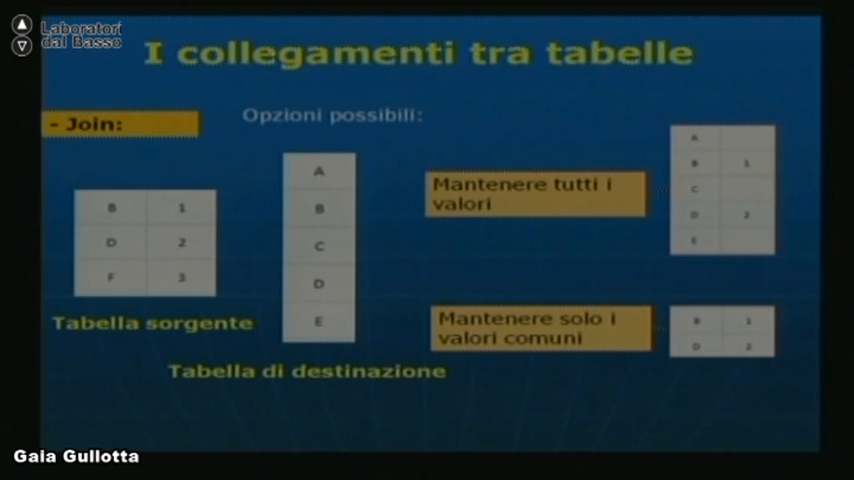 Laboratori
dal Basso
I collegamenti tra tabelle
- Join:
Opzioni possibili:
B 1
D 2
F 3
Tabella sorgente
A
B
C
D
E
Tabella di destinazione
Mantenere tutti i
valori
A
B 1
C
D 2
E
Mantenere solo i
valori comuni
B 1
D 2
Gaia Gullotta